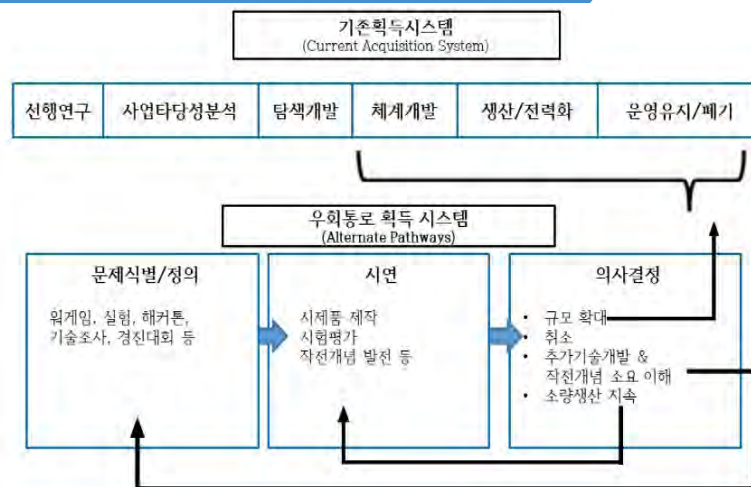 기존획득시스템
(Current Acquisition System)
선행연구
사업타당성분석
탐색개발
체계개발
생산/전력화
운영유지/폐기
우회통로 획득 시스템
(Alternate Pathways)
문제식별/정의
워게임, 실험, 해커톤,
기술조사, 경진대회 등
시연
시제품 제작
시험평가
작전개념 발전 등
의사결정
• 규모 확대
• 취소
• 추가기술개발 &
작전개념 소요 이해
• 소량생산 지속